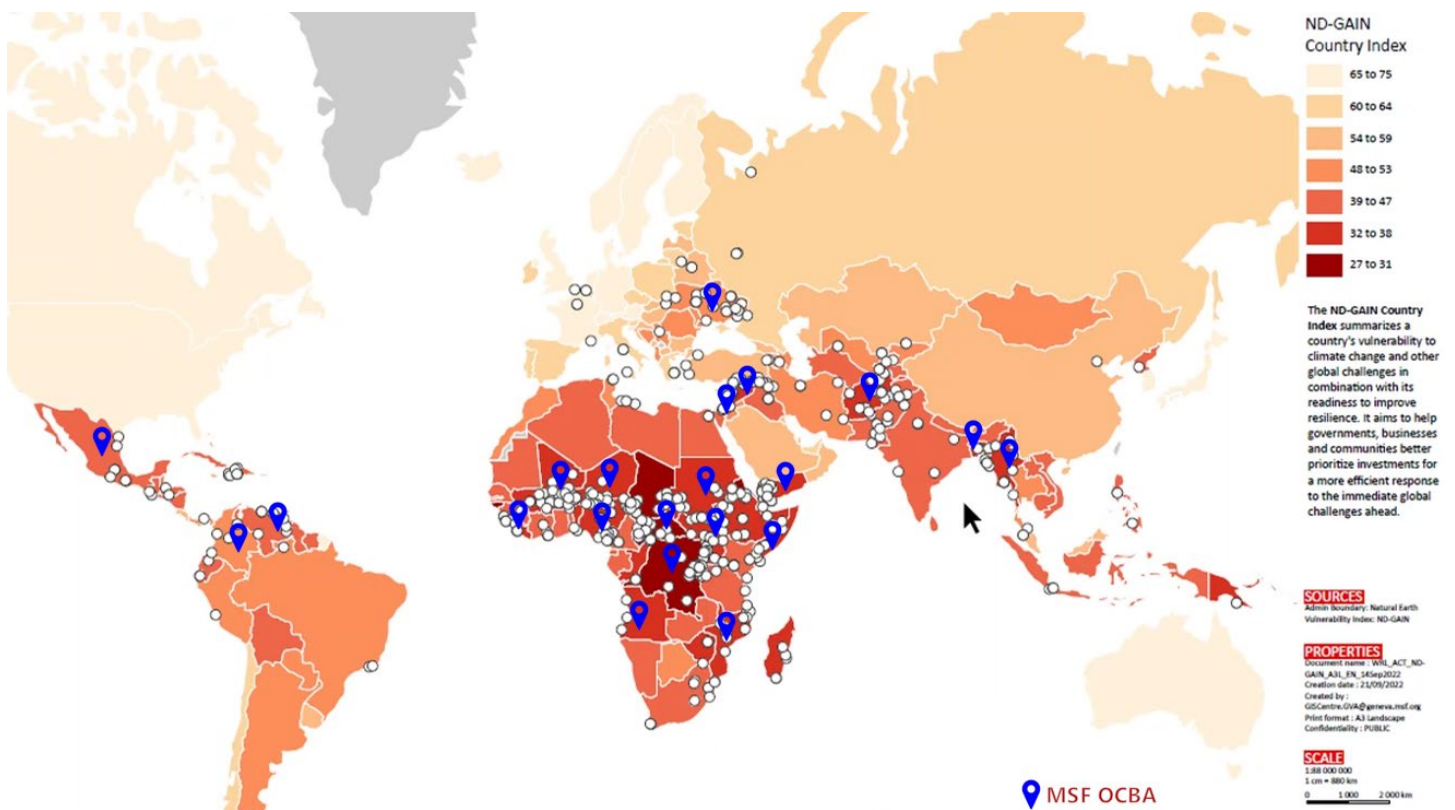 ND-GAIN
Country Index
65 to 75
60 to 64
54 to 59
48 to 53
39 to 47
32 to 38
27 to 31
The ND-GAIN Country
Index summarizes a
country's vulnerability to
climate change and other
global challenges in
combination with its
readiness to improve
resilience. It aims to help
governments, businesses
and communities better
prioritize investments for
a more efficient response
to the immediate global
challenges ahead.
SOURCES
Admin Boundary: Natural Earth
Vulnerability Index: ND-GAIN
PROPERTIES
Document name : WRL_ACT_ND-
GAIN_A3L_EN_14Sep2022
Creation date : 21/09/2022
Created by :
GISCentre.GVA@geneva.msf.org
Print format : A3 Landscape
Confidentiality : PUBLIC
SCALE
1:88 000 000
1 cm = 880 km
0 1 000 2 000 km
MSF OCBA